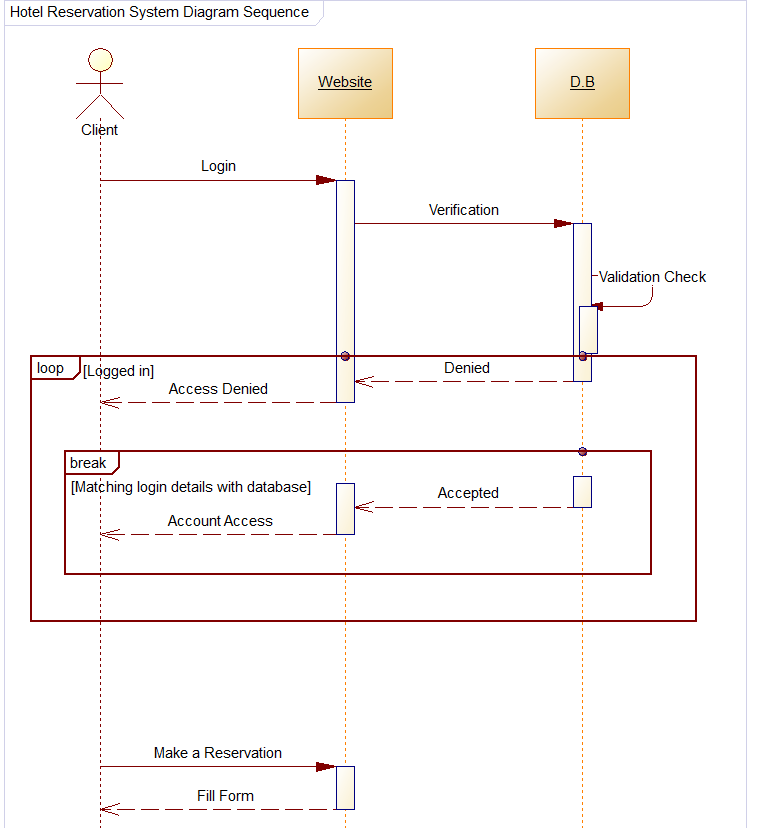 Hotel Reservation System Diagram Sequence
Client
Website
D.B
Login
Verification
Validation Check
loop
[Logged in]
Denied
Access Denied
break
[Matching login details with database]
Accepted
Account Access
Make a Reservation
Fill Form